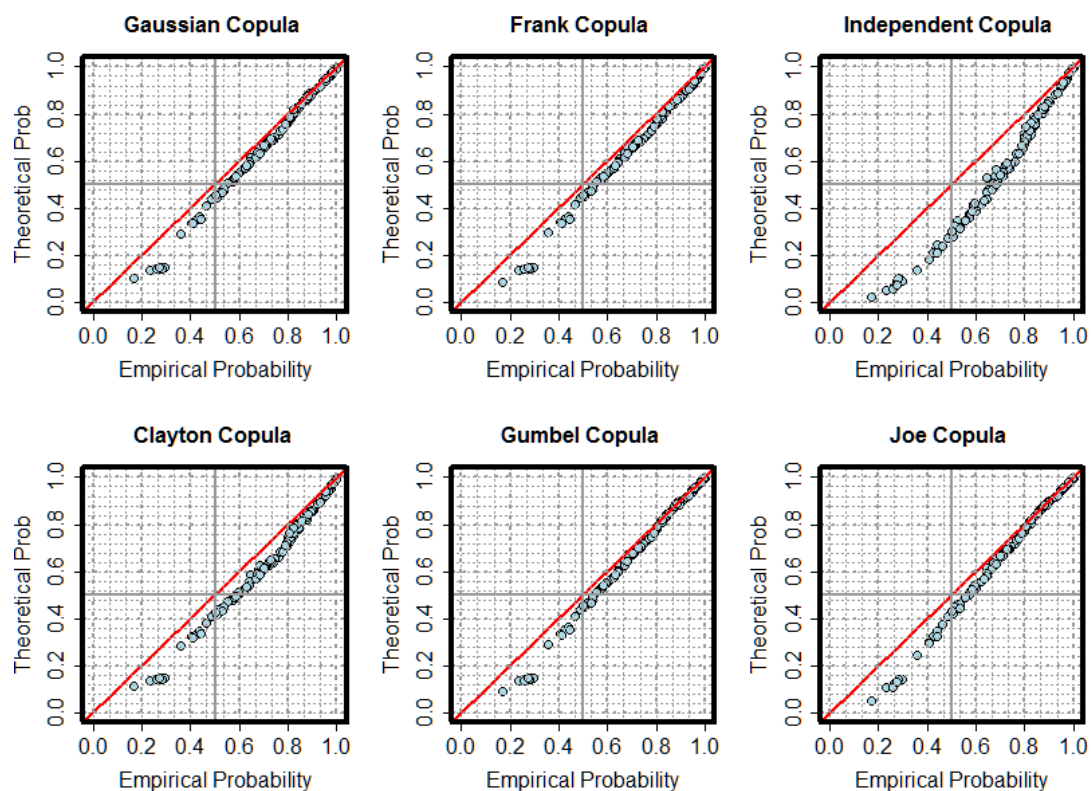 Gaussian Copula
Theoretical Prob
0.0 0.2 0.4 0.6 0.8 1.0
0.0 0.2 0.4 0.6 0.8 1.0
Empirical Probability
Frank Copula
Theoretical Prob
0.0 0.2 0.4 0.6 0.8 1.0
0.0 0.2 0.4 0.6 0.8 1.0
Empirical Probability
Independent Copula
Theoretical Prob
0.0 0.2 0.4 0.6 0.8 1.0
0.0 0.2 0.4 0.6 0.8 1.0
Empirical Probability
Clayton Copula
Theoretical Prob
0.0 0.2 0.4 0.6 0.8 1.0
0.0 0.2 0.4 0.6 0.8 1.0
Empirical Probability
Gumbel Copula
Theoretical Prob
0.0 0.2 0.4 0.6 0.8 1.0
0.0 0.2 0.4 0.6 0.8 1.0
Empirical Probability
Joe Copula
Theoretical Prob
0.0 0.2 0.4 0.6 0.8 1.0
0.0 0.2 0.4 0.6 0.8 1.0
Empirical Probability